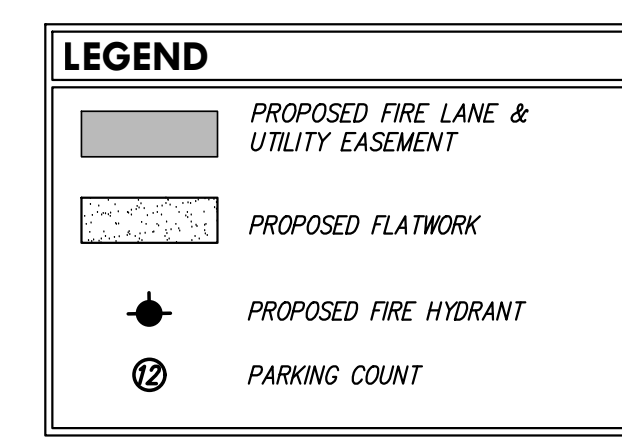 LEGEND
PROPOSED FIRE LANE &
UTILITY EASEMENT
PROPOSED FLATWORK
PROPOSED FIRE HYDRANT
12 PARKING COUNT